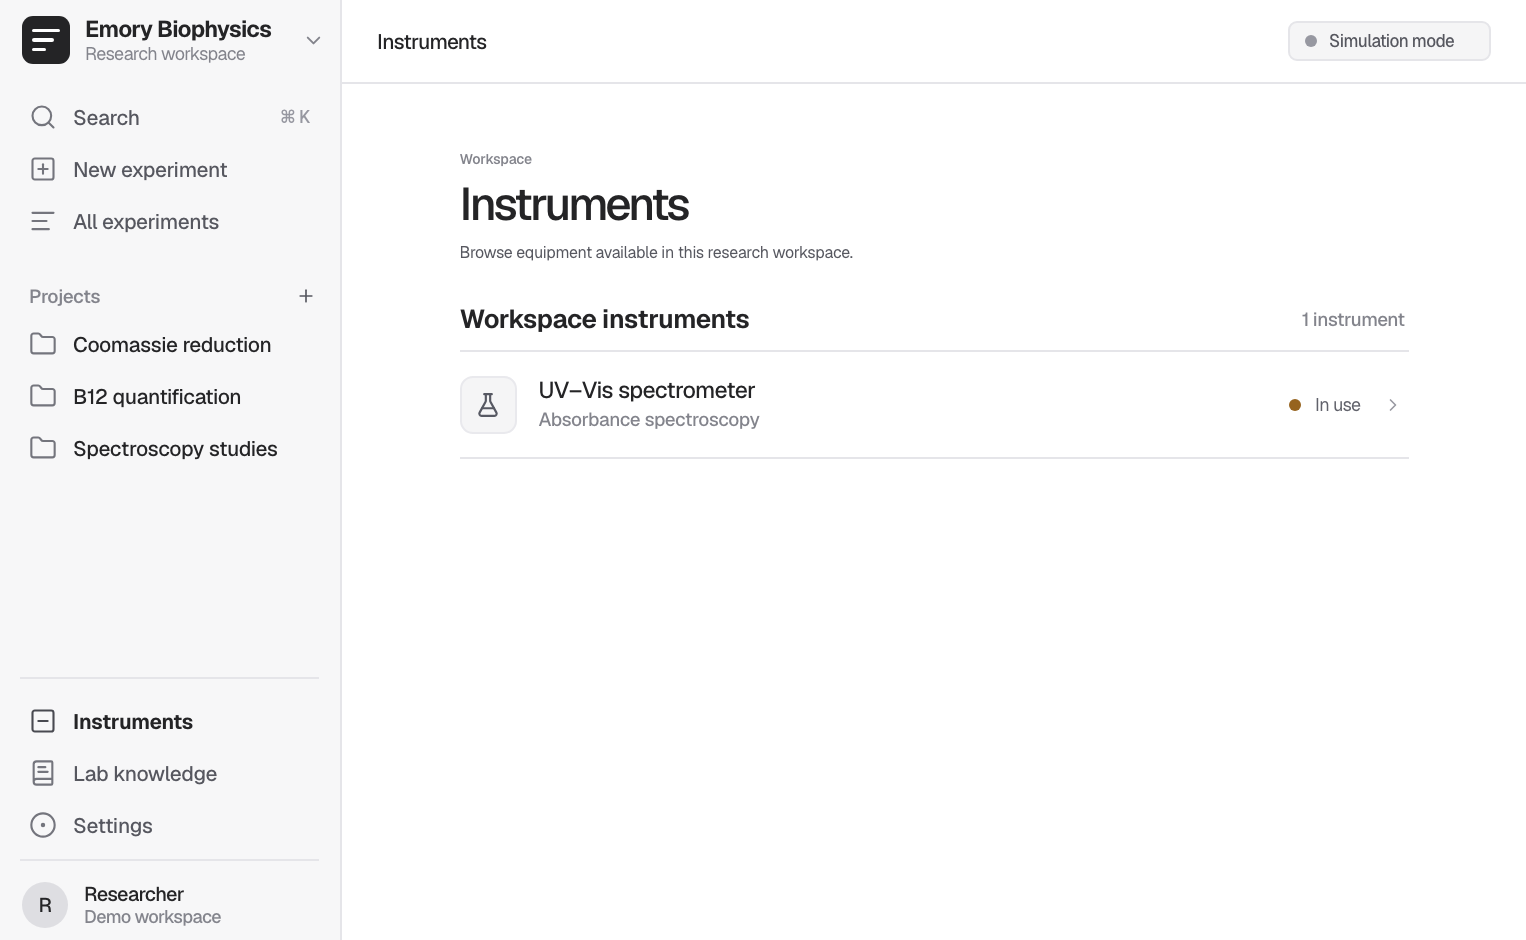 Emory Biophysics
Research workspace
Search ⌘ K
New experiment
All experiments
Projects +
Coomassie reduction
B12 quantification
Spectroscopy studies
Instruments
Lab knowledge
Settings
R
Researcher
Demo workspace
Instruments
Simulation mode
Workspace
Instruments
Browse equipment available in this research workspace.
Workspace instruments
1 instrument
UV–Vis spectrometer
Absorbance spectroscopy
In use